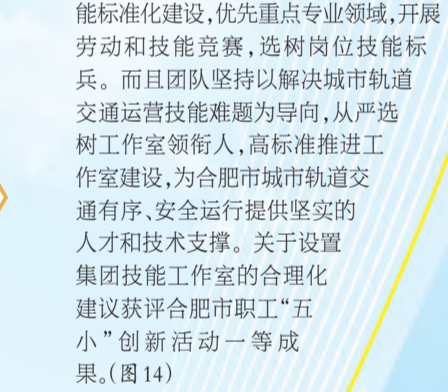 能标准化建设,优先重点专业领域,开展
劳动和技能竞赛,选树岗位技能标
兵。而且团队坚持以解决城市轨道
交通运营技能难题为导向,从严选
树工作室领衔人,高标准推进工
作室建设,为合肥市城市轨道交
通有序、安全运行提供坚实的
人才和技术支撑。关于设置
集团技能工作室的合理化
建议获评合肥市职工“五
小”创新活动一等成
果。(图14)